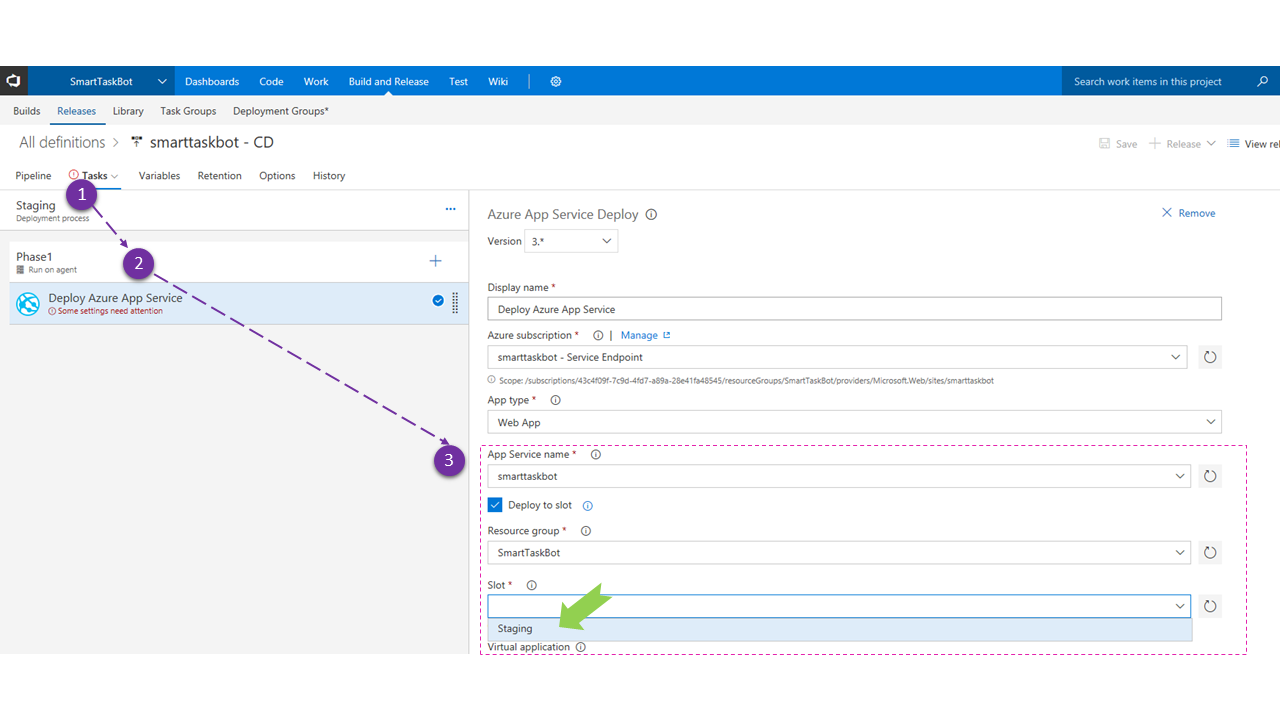 SmartTaskBot Dashboards Code Work Build and Release Test Wiki Search work items in this project
Builds Releases Library Task Groups Deployment Groups*
All definitions > smarttaskbot - CD Save Release View rel
Pipeline Tasks Variables Retention Options History
1
Staging
Deployment process
...
2
Phase1
Run on agent
Deploy Azure App Service
Some settings need attention
3
Azure App Service Deploy Remove
Version 3.*
Display name *
Deploy Azure App Service
Azure subscription * | Manage
smarttaskbot - Service Endpoint
Scope: /subscriptions/43c4f09f-7c9d-4fd7-a89a-28e41fa48545/resourceGroups/SmartTaskBot/providers/Microsoft.Web/sites/smarttaskbot
App type *
Web App
App Service name *
smarttaskbot
Deploy to slot
Resource group *
SmartTaskBot
Slot *
Staging
Virtual application